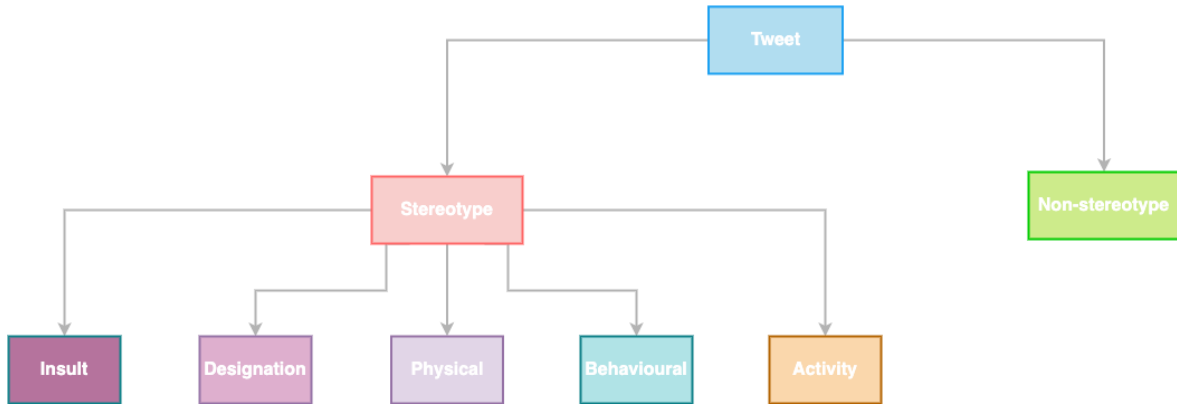 Tweet
Stereotype
Non-stereotype
Insult
Designation
Physical
Behavioural
Activity